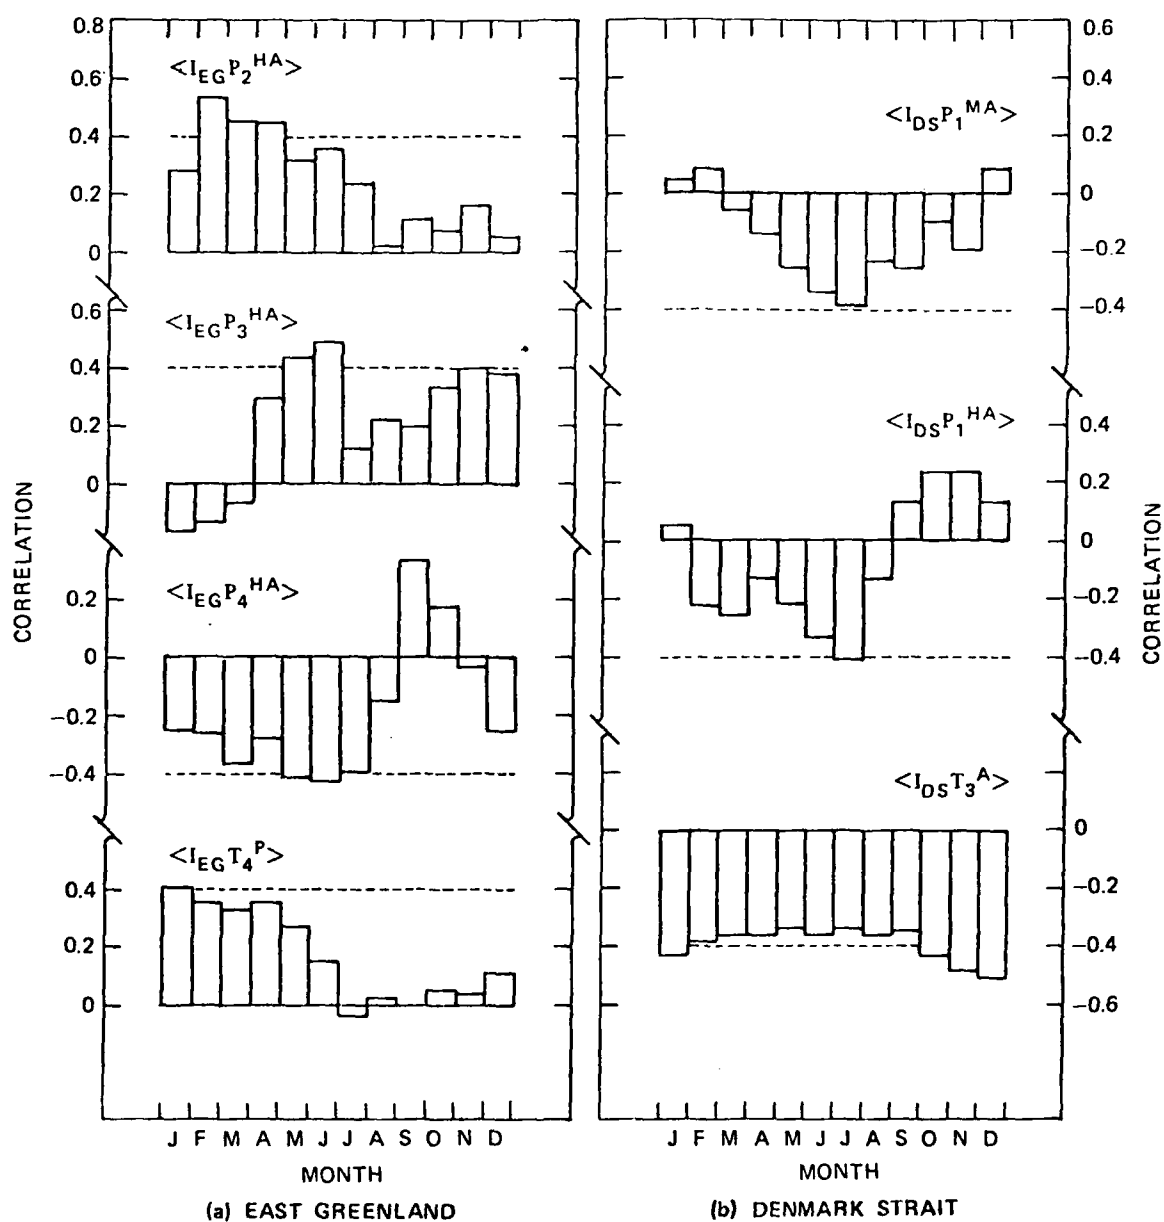 0.8
0.6
0.4
0.2
0
<I_EG P_2^HA>
0.6
0.4
0.2
0
<I_EG P_3^HA>
0.2
0
−0.2
−0.4
<I_EG P_4^HA>
0.4
0.2
0
<I_EG T_4^P>
CORRELATION
J F M A M J J A S O N D
MONTH
(a) EAST GREENLAND
0.6
0.4
0.2
0
−0.2
−0.4
<I_DS P_1^MA>
0.4
0.2
0
−0.2
−0.4
<I_DS P_1^HA>
0
−0.2
−0.4
−0.6
<I_DS T_3^A>
CORRELATION
J F M A M J J A S O N D
MONTH
(b) DENMARK STRAIT